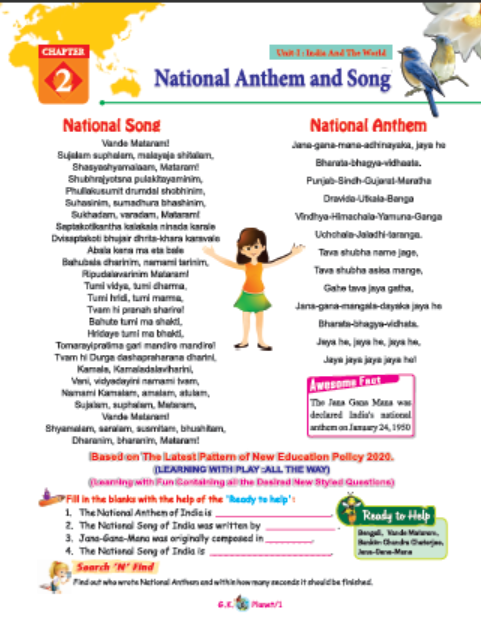 CHAPTER
2
Unit-I : India And The World
National Anthem and Song
National Song
Vande Mataram!
Sujalam suphalam, malayaja shitalam,
Shasyashyamalaam, Mataram!
Shubhrajyotsna pulakitayaminim,
Phullakusumit drumdal shobhinim,
Suhasinim, sumadhura bhashinim,
Sukhadam, varadam, Mataram!
Saptakotikantha kalakala ninada karale
Dvisaptakoti bhujair dhrita-khara karavale
Abala kena ma eta bale
Bahubala dharinim, namami tarinim,
Ripudalavarinim Mataram!
Tumi vidya, tumi dharma,
Tumi hridi, tumi marma,
Tvam hi pranah sharire!
Bahute tumi ma shakti,
Hridaye tumi ma bhakti,
Tomarayipratima gari mandire mandire!
Tvam hi Durga dashapraharana dharini,
Kamala, Kamaladalaviharini,
Vani, vidyadayini namami tvam,
Namami Kamalam, amalam, atulam,
Sujalam, suphalam, Mataram,
Vande Mataram!
Shyamalam, saralam, susmitam, bhushitam,
Dharanim, bharanim, Mataram!
National Anthem
Jana-gana-mana-adhinayaka, jaya he
Bharata-bhagya-vidhaata.
Punjab-Sindh-Gujarat-Maratha
Dravida-Utkala-Banga
Vindhya-Himachala-Yamuna-Ganga
Uchchala-Jaladhi-taranga.
Tava shubha name jage,
Tava shubha asisa mange,
Gahe tava jaya gatha,
Jana-gana-mangala-dayaka jaya he
Bharata-bhagya-vidhata.
Jaya he, jaya he, jaya he,
Jaya jaya jaya jaya he!
Awesome Fact
The Jana Gana Mana was
declared India's national
anthem on January 24, 1950
Based on The Latest Pattern of New Education Policy 2020.
(LEARNING WITH PLAY :ALL THE WAY)
(Learning with Fun Containing all the Desired New Styled Questions)
Fill in the blanks with the help of the 'Ready to help':
1. The National Anthem of India is
2. The National Song of India was written by
3. Jana-Gana-Mana was originally composed in
4. The National Song of India is
Ready to Help
Bengali, Vande Mataram,
Bankim Chandra Chaterjee,
Jana-Gana-Mana
Search 'N' Find
Find out who wrote National Anthem and within how many seconds it should be finished.
G.K. Planet/1